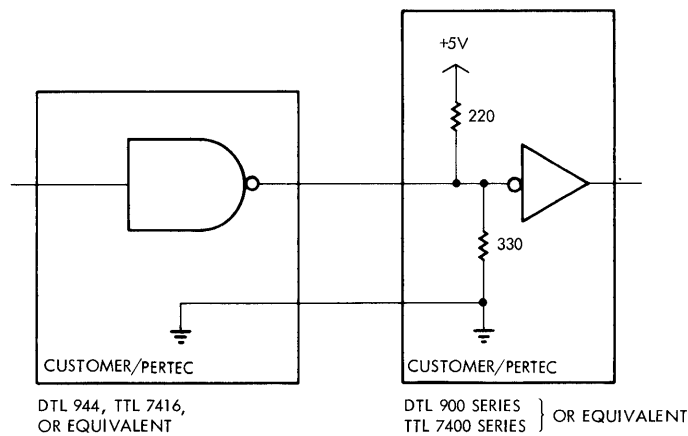 +5V
220
330
CUSTOMER/PERTEC
CUSTOMER/PERTEC
DTL 944, TTL 7416,
OR EQUIVALENT
DTL 900 SERIES
TTL 7400 SERIES
OR EQUIVALENT